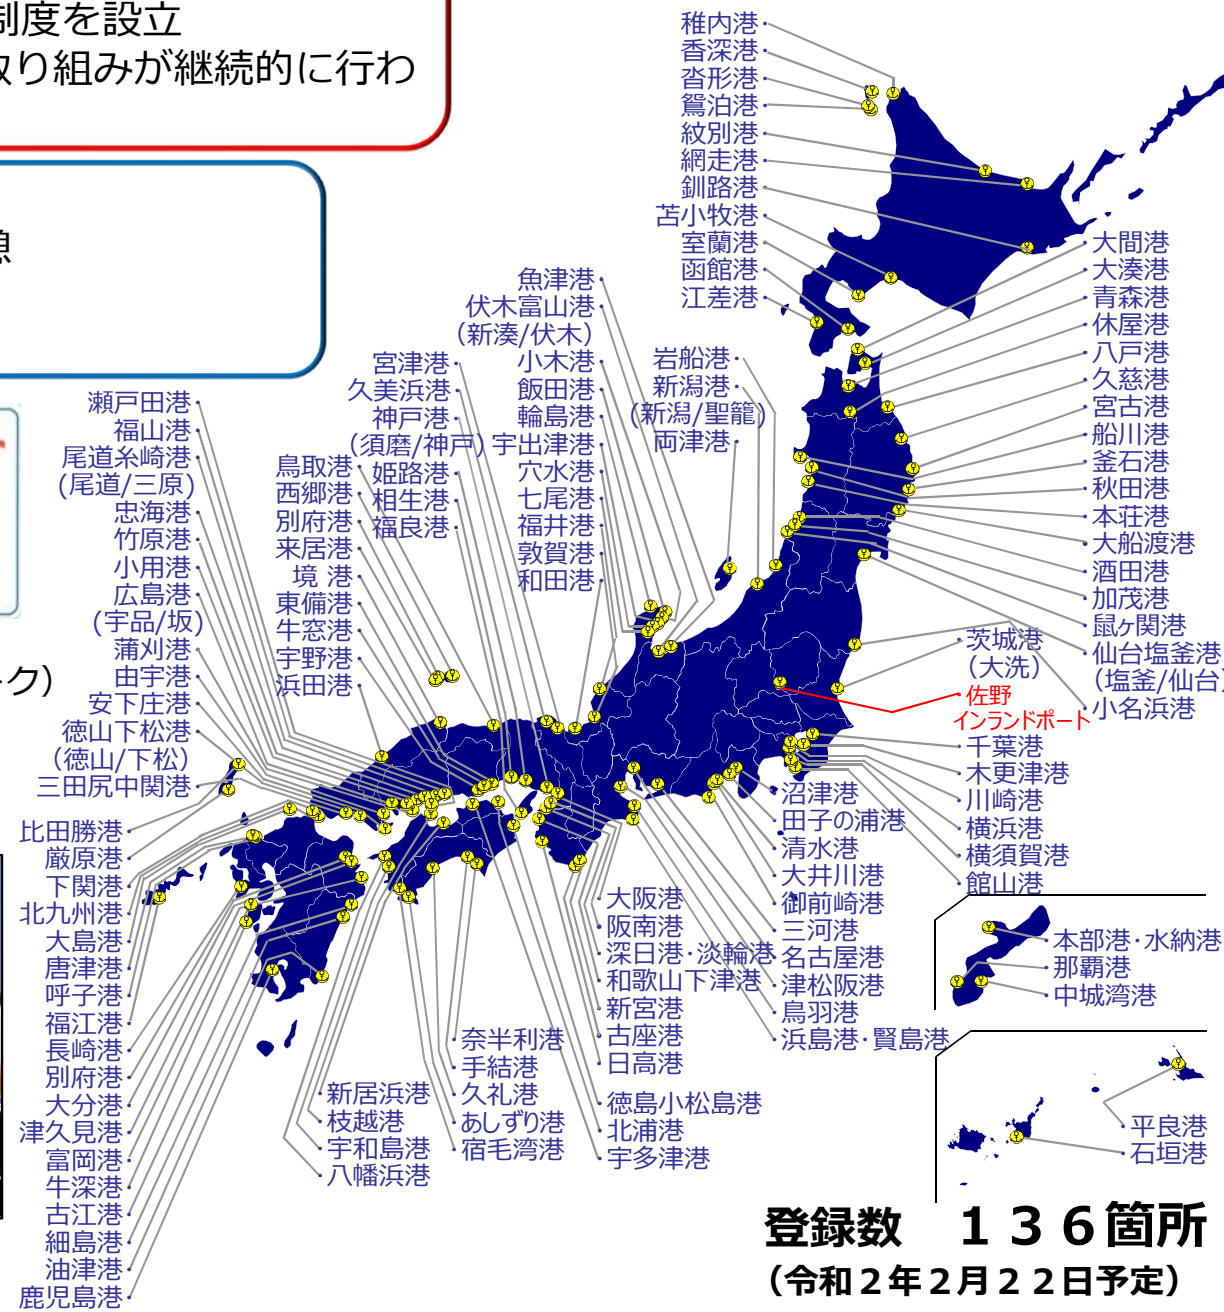 制度を設立
取り組みが継続的に行わ
憩
ーク）
稚内港
香深港
沓形港
鴛泊港
紋別港
網走港
釧路港
苫小牧港
室蘭港
函館港
江差港
大間港
大湊港
青森港
休屋港
八戸港
久慈港
宮古港
船川港
釜石港
秋田港
本荘港
大船渡港
酒田港
加茂港
鼠ヶ関港
仙台塩釜港
(塩釜/仙台)
小名浜港
魚津港
伏木富山港
(新湊/伏木)
小木港
飯田港
輪島港
宇出津港
穴水港
七尾港
福井港
敦賀港
和田港
岩船港
新潟港
(新潟/聖籠)
両津港
宮津港
久美浜港
神戸港
(須磨/神戸)
姫路港
相生港
福良港
鳥取港
西郷港
別府港
来居港
境 港
東備港
牛窓港
宇野港
浜田港
瀬戸田港
福山港
尾道糸崎港
(尾道/三原)
忠海港
竹原港
小用港
広島港
(宇品/坂)
蒲刈港
由宇港
安下庄港
徳山下松港
(徳山/下松)
三田尻中関港
比田勝港
厳原港
下関港
北九州港
大島港
唐津港
呼子港
福江港
長崎港
別府港
大分港
津久見港
富岡港
牛深港
古江港
細島港
油津港
鹿児島港
茨城港
(大洗)
佐野
インランドポート
千葉港
木更津港
川崎港
横浜港
横須賀港
館山港
沼津港
田子の浦港
清水港
大井川港
御前崎港
三河港
名古屋港
津松阪港
鳥羽港
浜島港・賢島港
大阪港
阪南港
深日港・淡輪港
和歌山下津港
新宮港
古座港
日高港
徳島小松島港
北浦港
宇多津港
奈半利港
手結港
久礼港
あしずり港
宿毛湾港
新居浜港
枝越港
宇和島港
八幡浜港
本部港・水納港
那覇港
中城湾港
平良港
石垣港
登録数　１３６箇所
（令和２年２月２２日予定）